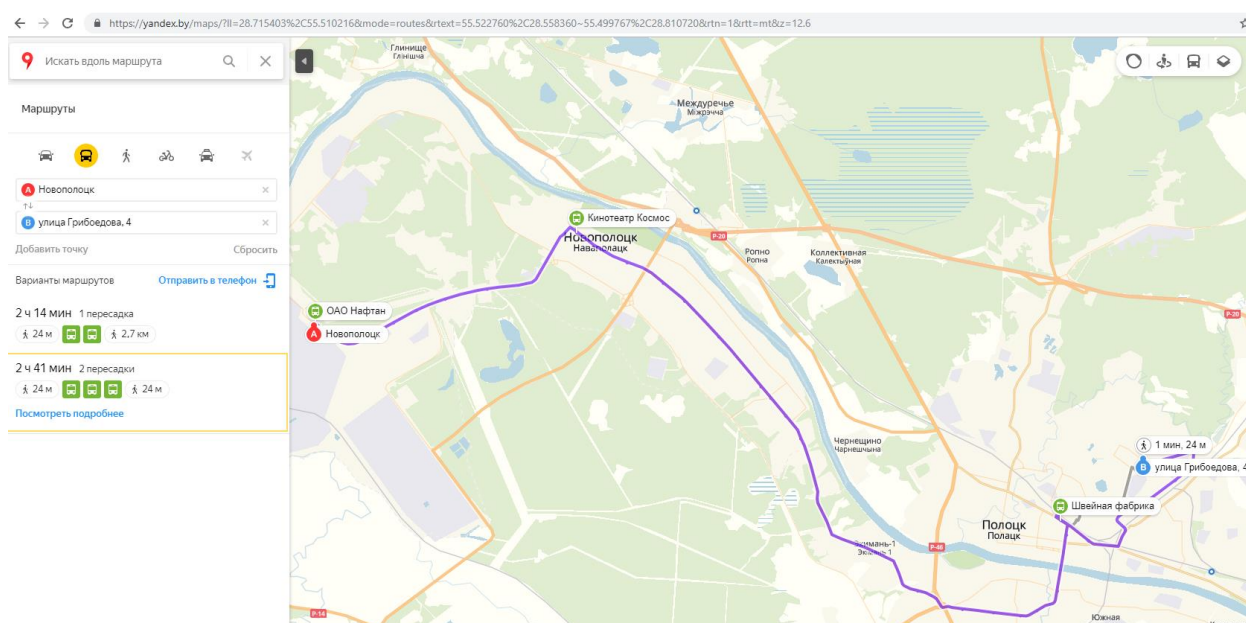 https://yandex.by/maps/?ll=28.715403%2C55.510216&mode=routes&rtext=55.522760%2C28.558360~55.499767%2C28.810720&rtn=1&rtt=mt&z=12.6
Искать вдоль маршрута
Маршруты
A Новополоцк
B улица Грибоедова, 4
Добавить точку
Сбросить
Варианты маршрутов
Отправить в телефон
2 ч 14 мин 1 пересадка
24 м
2,7 км
2 ч 41 мин 2 пересадки
24 м
24 м
Посмотреть подробнее
Глинище
Глінішча
Междуречье
Міжрэчча
Кинотеатр Космос
Новополоцк
Наваполацк
Р-20
Ропно
Ропна
Коллективная
Калектыўная
ОАО Нафтан
A Новополоцк
Р-20
Чернещино
Чарнешчына
1 мин, 24 м
B улица Грибоедова, 4
Швейная фабрика
Полоцк
Полацк
Экимань-1
Экімань 1
Р-46
Р-14
Южная